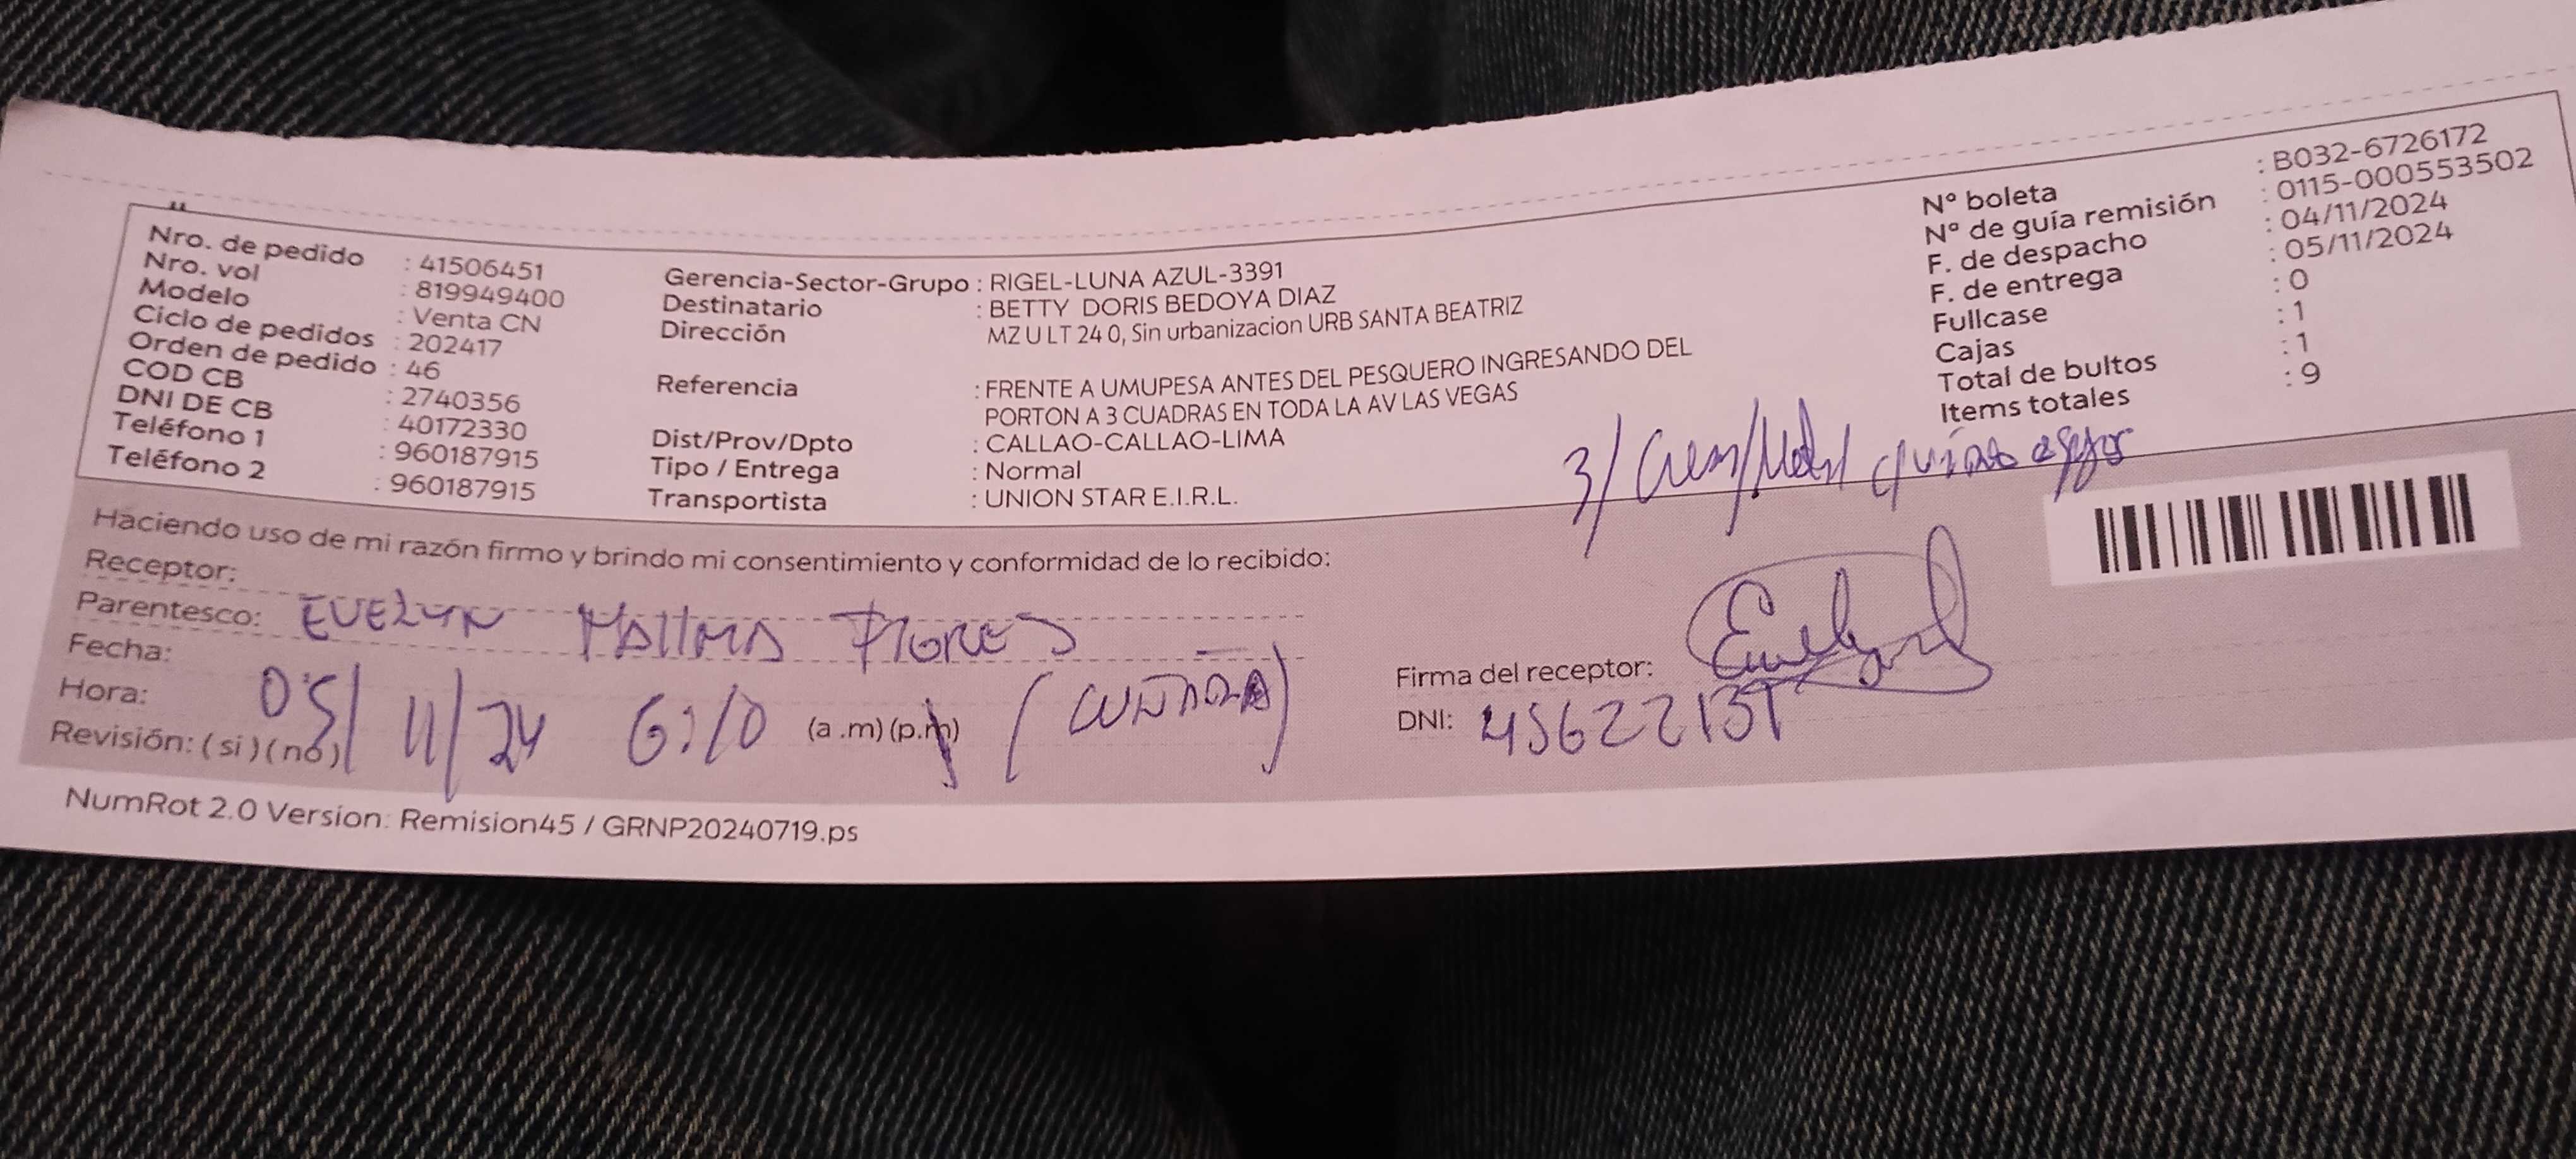 Nro. de pedido : 41506451
Nro. vol : 819949400
Modelo : Venta CN
Ciclo de pedidos : 202417
Orden de pedido : 46
COD CB : 2740356
DNI DE CB : 40172330
Teléfono 1 : 960187915
Teléfono 2 : 960187915
Gerencia-Sector-Grupo : RIGEL-LUNA AZUL-3391
Destinatario : BETTY DORIS BEDOYA DIAZ
Dirección MZ U LT 24 0, Sin urbanizacion URB SANTA BEATRIZ
Referencia : FRENTE A UMUPESA ANTES DEL PESQUERO INGRESANDO DEL
PORTON A 3 CUADRAS EN TODA LA AV LAS VEGAS
Dist/Prov/Dpto : CALLAO-CALLAO-LIMA
Tipo / Entrega : Normal
Transportista : UNION STAR E.I.R.L.
N° boleta : B032-6726172
N° de guía remisión : 0115-000553502
F. de despacho : 04/11/2024
F. de entrega : 05/11/2024
Fullcase : 0
Cajas : 1
Total de bultos : 1
Items totales : 9
3/
Haciendo uso de mi razón firmo y brindo mi consentimiento y conformidad de lo recibido:
Receptor:
Parentesco: EVELYN FLORES
Fecha:
Hora: 05/11/24 6:10 (a .m) (p.m) (CUÑADA)
Revisión: ( si ) ( no )
Firma del receptor: Evelyn
DNI:
NumRot 2.0 Version: Remision45 / GRNP20240719.ps